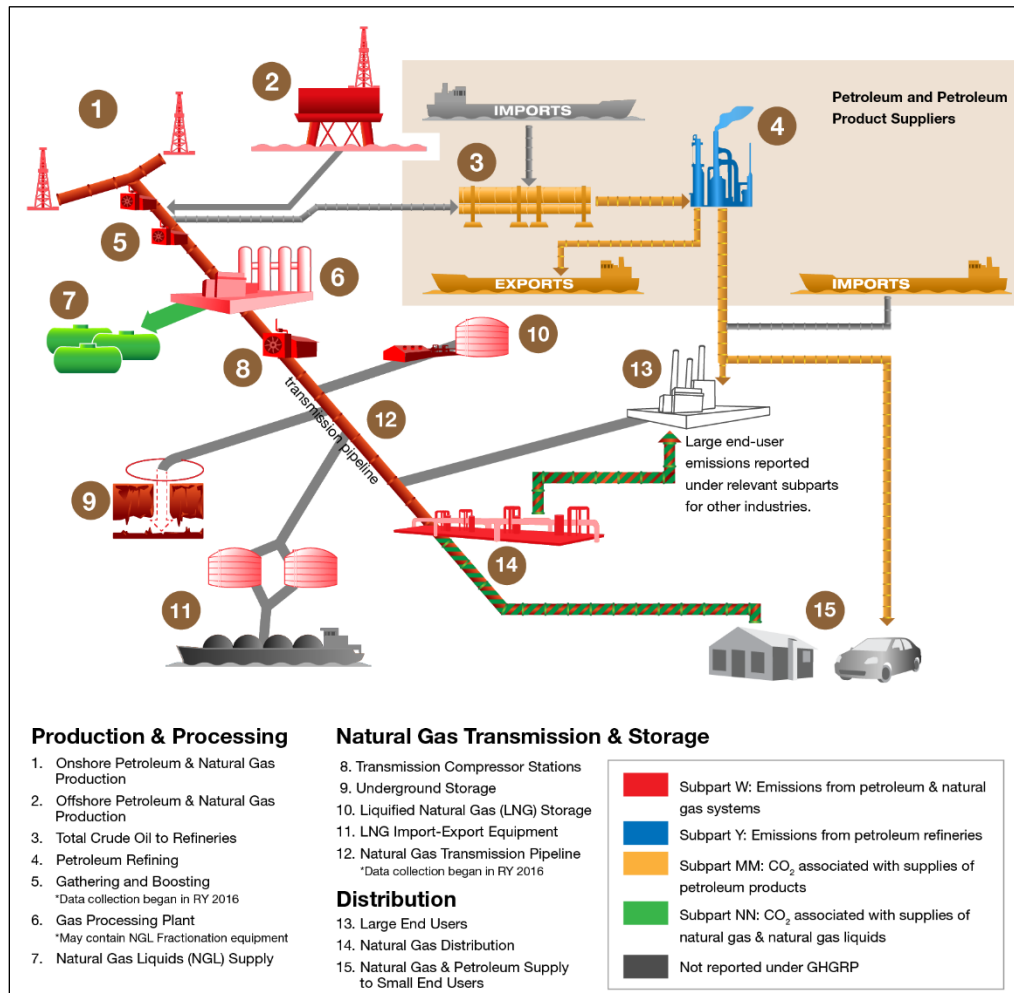 1
2
IMPORTS
4
Petroleum and Petroleum
Product Suppliers
3
5
6
EXPORTS
IMPORTS
7
10
8
13
transmission pipeline
12
Large end-user
emissions reported
under relevant subparts
for other industries.
9
14
11
15
Production & Processing
1. Onshore Petroleum & Natural Gas
Production
2. Offshore Petroleum & Natural Gas
Production
3. Total Crude Oil to Refineries
4. Petroleum Refining
5. Gathering and Boosting
*Data collection began in RY 2016
6. Gas Processing Plant
*May contain NGL Fractionation equipment
7. Natural Gas Liquids (NGL) Supply
Natural Gas Transmission & Storage
8. Transmission Compressor Stations
9. Underground Storage
10. Liquified Natural Gas (LNG) Storage
11. LNG Import-Export Equipment
12. Natural Gas Transmission Pipeline
*Data collection began in RY 2016
Distribution
13. Large End Users
14. Natural Gas Distribution
15. Natural Gas & Petroleum Supply
to Small End Users
Subpart W: Emissions from petroleum & natural
gas systems
Subpart Y: Emissions from petroleum refineries
Subpart MM: CO₂ associated with supplies of
petroleum products
Subpart NN: CO₂ associated with supplies of
natural gas & natural gas liquids
Not reported under GHGRP